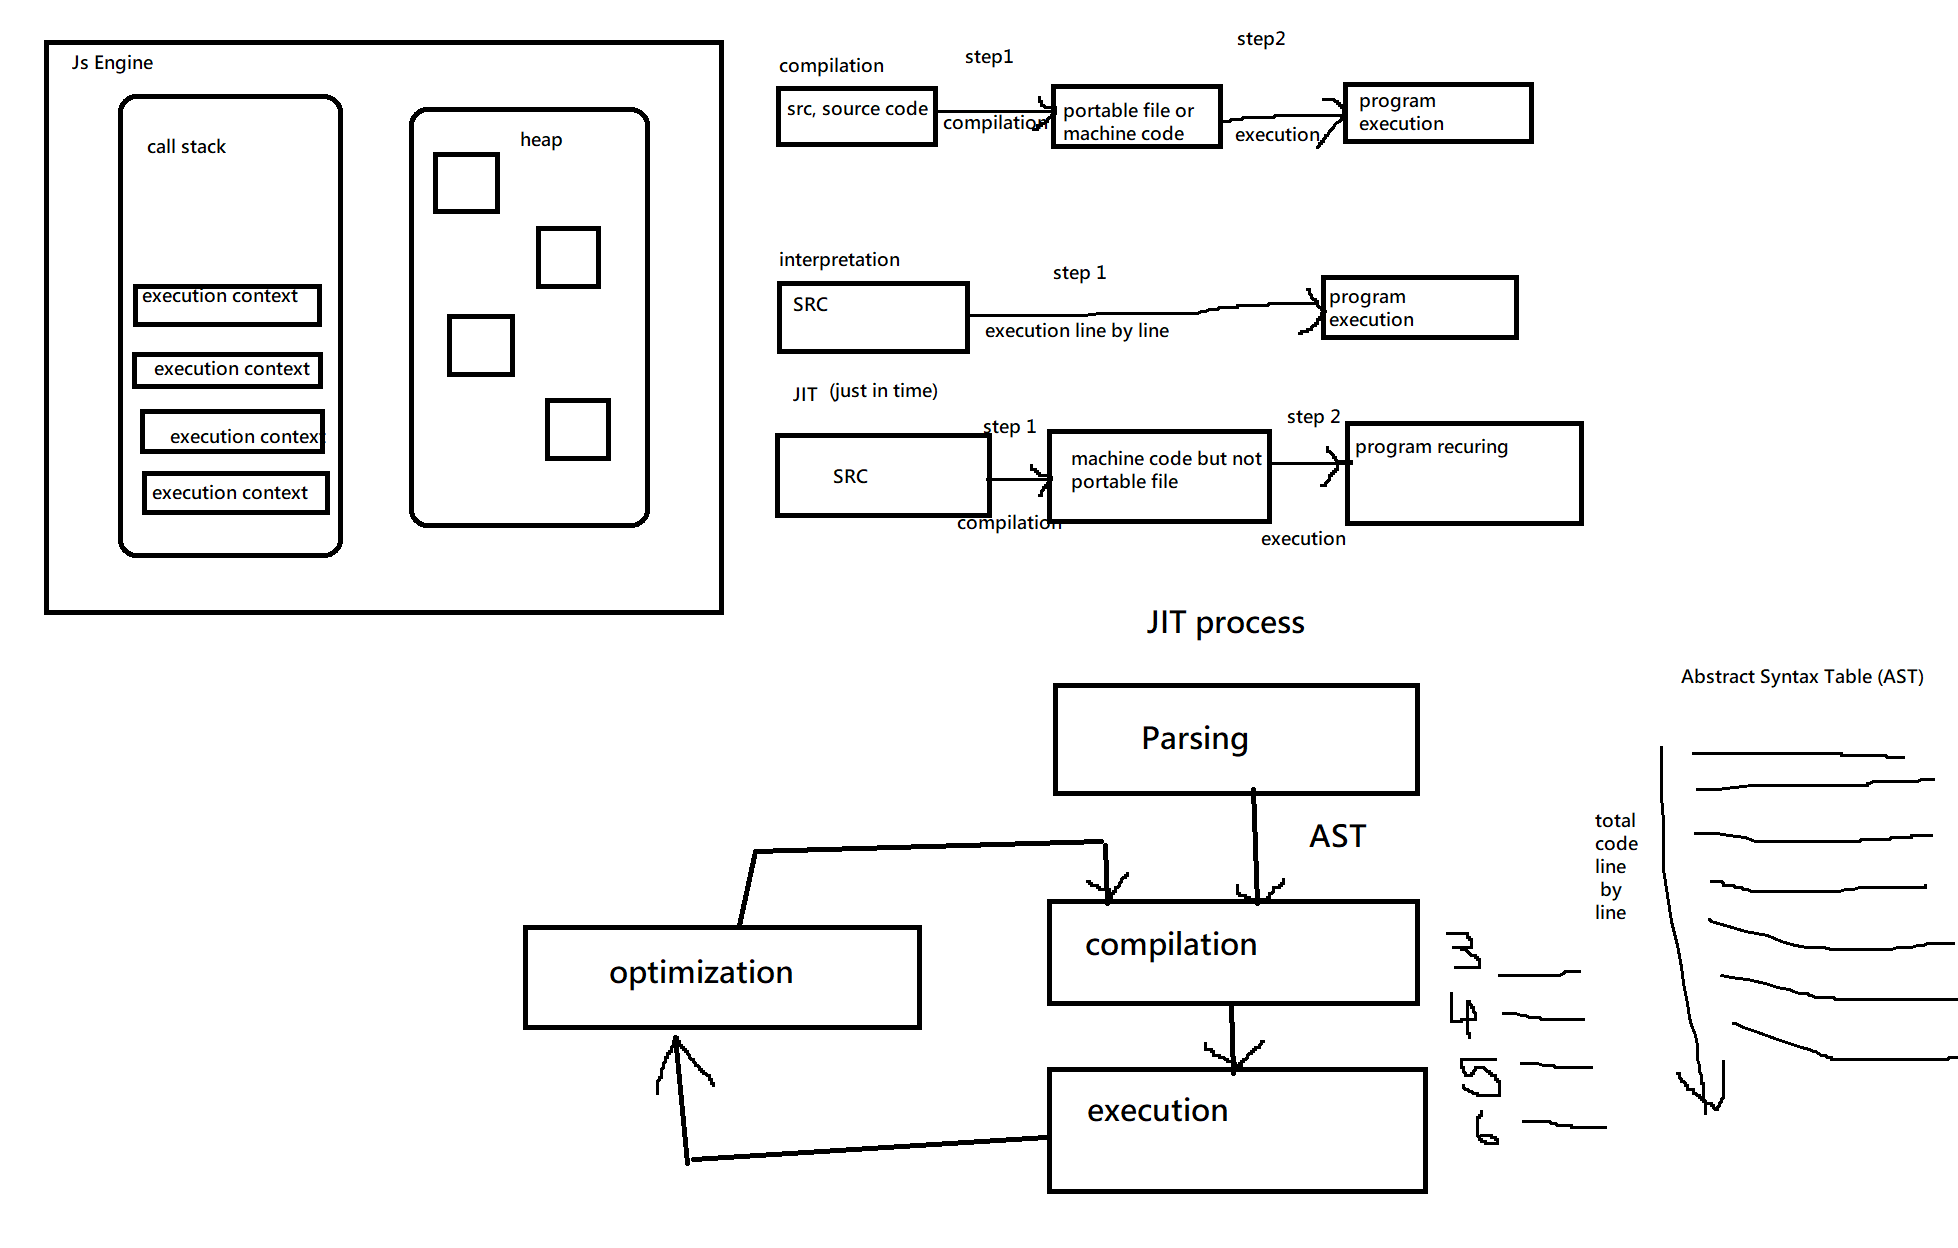 Js Engine
call stack
execution context
execution context
execution context
execution context
heap
compilation
step1
step2
src, source code
compilation
portable file or
machine code
execution
program
execution
interpretation
step 1
SRC
execution line by line
program
execution
JIT (just in time)
step 1
step 2
SRC
compilation
machine code but not
portable file
execution
program recuring
JIT process
Parsing
AST
compilation
execution
optimization
3
4
5
6
Abstract Syntax Table (AST)
total
code
line
by
line